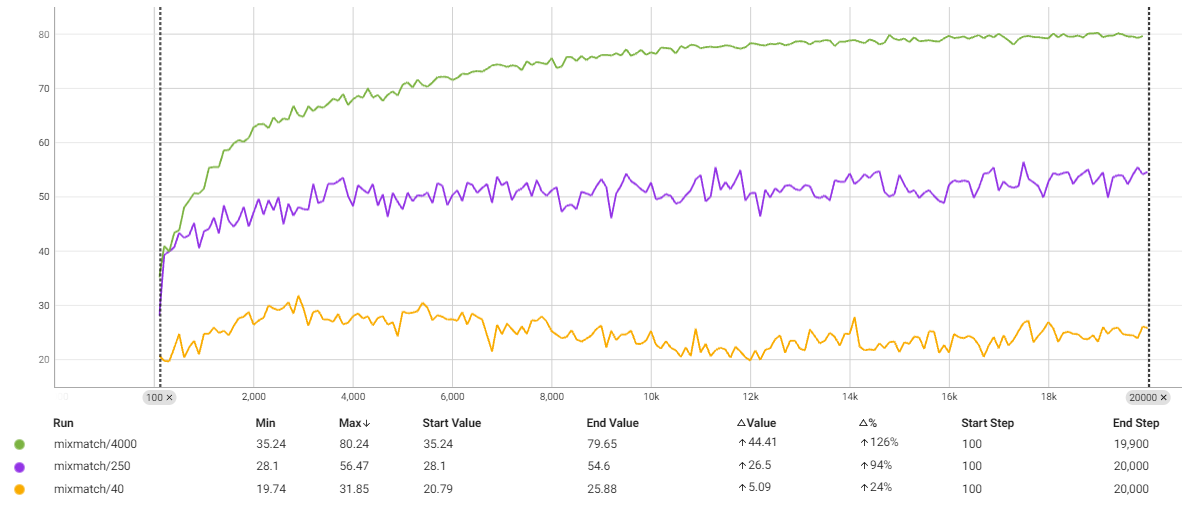 80
70
60
50
40
30
20
100 × 2,000 4,000 6,000 8,000 10k 12k 14k 16k 18k 20000 ×
Run Min Max↓ Start Value End Value △Value △% Start Step End Step
mixmatch/4000 35.24 80.24 35.24 79.65 ↑44.41 ↑126% 100 19,900
mixmatch/250 28.1 56.47 28.1 54.6 ↑26.5 ↑94% 100 20,000
mixmatch/40 19.74 31.85 20.79 25.88 ↑5.09 ↑24% 100 20,000